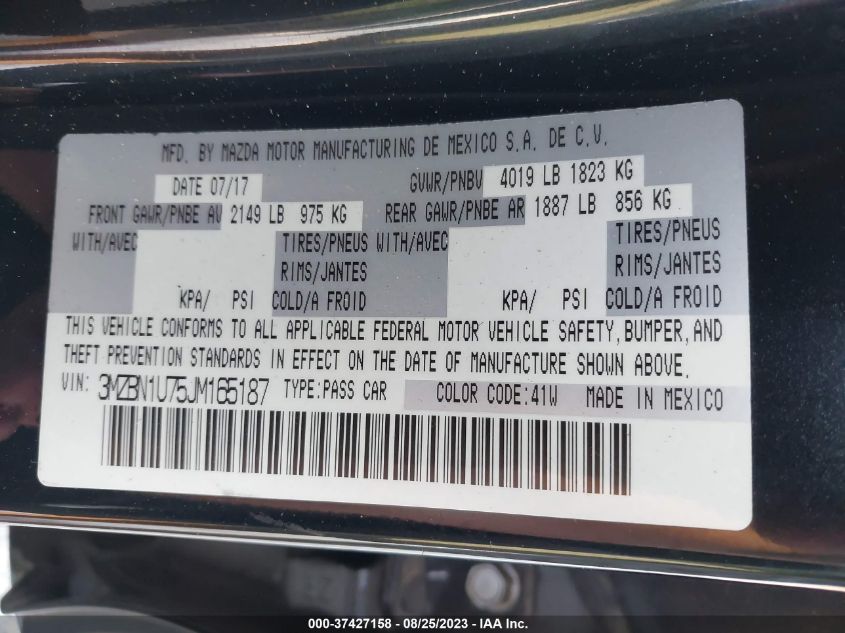 MFD. BY MAZDA MOTOR MANUFACTURING DE MEXICO S.A. DE C.V.
DATE 07/17 GVWR/PNBV 4019 LB 1823 KG
FRONT GAWR/PNBE AV 2149 LB 975 KG REAR GAWR/PNBE AR 1887 LB 856 KG
WITH/AVEC TIRES/PNEUS WITH/AVEC TIRES/PNEUS
RIMS/JANTES RIMS/JANTES
KPA/ PSI COLD/A FROID KPA/ PSI COLD/A FROID
THIS VEHICLE CONFORMS TO ALL APPLICABLE FEDERAL MOTOR VEHICLE SAFETY, BUMPER, AND
THEFT PREVENTION STANDARDS IN EFFECT ON THE DATE OF MANUFACTURE SHOWN ABOVE.
VIN: 3MZBN1U75JM165187 TYPE:PASS CAR COLOR CODE:41W MADE IN MEXICO
000-37427158 - 08/25/2023 - IAA Inc.